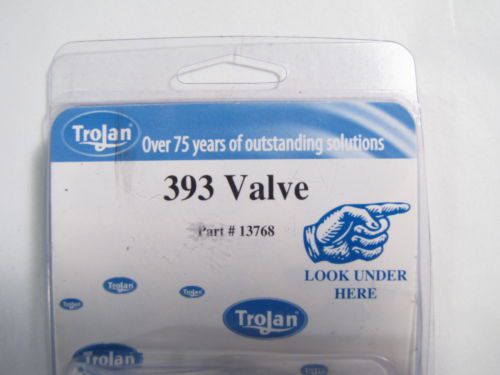 Trojan
Over 75 years of outstanding solutions
393 Valve
Part # 13768
LOOK UNDER
HERE
Trojan
Trojan
Trojan
Trojan
Trojan